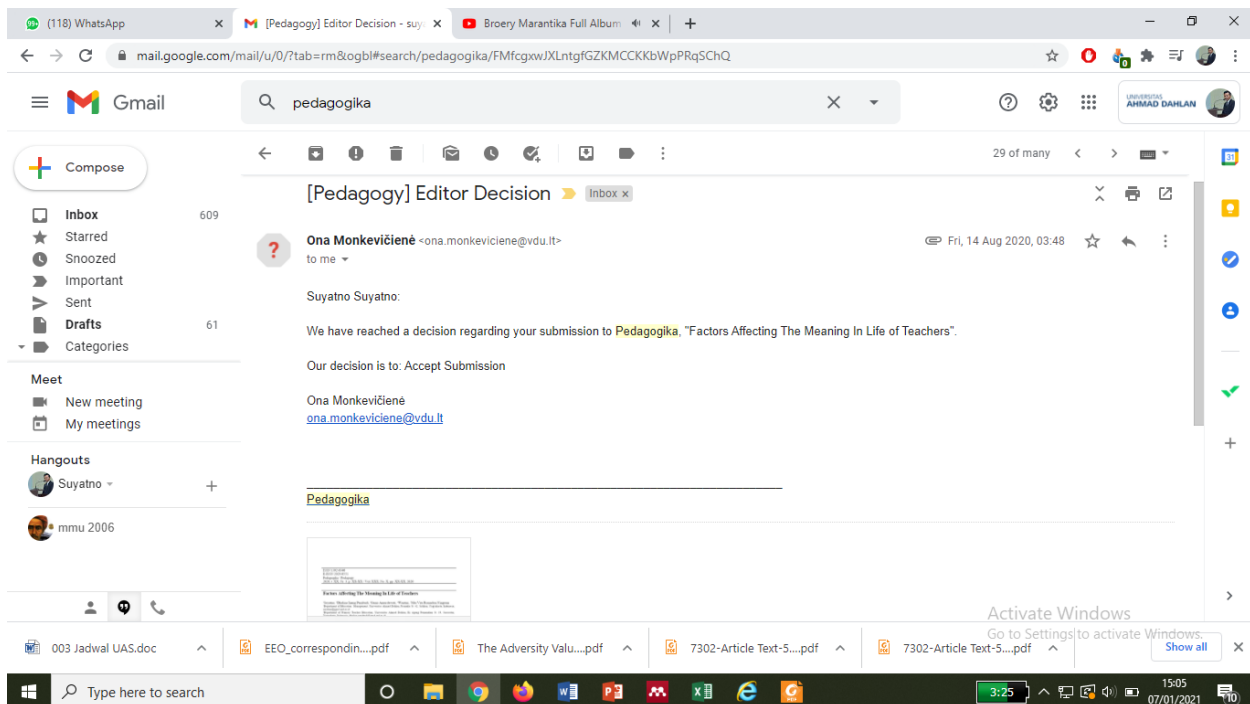 (118) WhatsApp
[Pedagogy] Editor Decision - suy
Broery Marantika Full Album
mail.google.com/mail/u/0/?tab=rm&ogbl#search/pedagogika/FMfcgxwJXLntgfGZKMCCKKbWpPRqSChQ
Gmail
pedagogika
UNIVERSITAS
AHMAD DAHLAN
Compose
29 of many
[Pedagogy] Editor Decision
Inbox x
Inbox 609
Starred
Snoozed
Important
Sent
Drafts 61
Categories
Ona Monkevičienė <ona.monkeviciene@vdu.lt>
Fri, 14 Aug 2020, 03:48
to me
Suyatno Suyatno:
We have reached a decision regarding your submission to Pedagogika, "Factors Affecting The Meaning In Life of Teachers".
Our decision is to: Accept Submission
Ona Monkevičienė
ona.monkeviciene@vdu.lt
Pedagogika
Meet
New meeting
My meetings
Hangouts
Suyatno
mmu 2006
Factors Affecting The Meaning In Life of Teachers
Activate Windows
Go to Settings to activate Windows.
003 Jadwal UAS.doc
EEO_correspondin....pdf
The Adversity Valu....pdf
7302-Article Text-5....pdf
7302-Article Text-5....pdf
Show all
Type here to search
3:25
15:05
07/01/2021